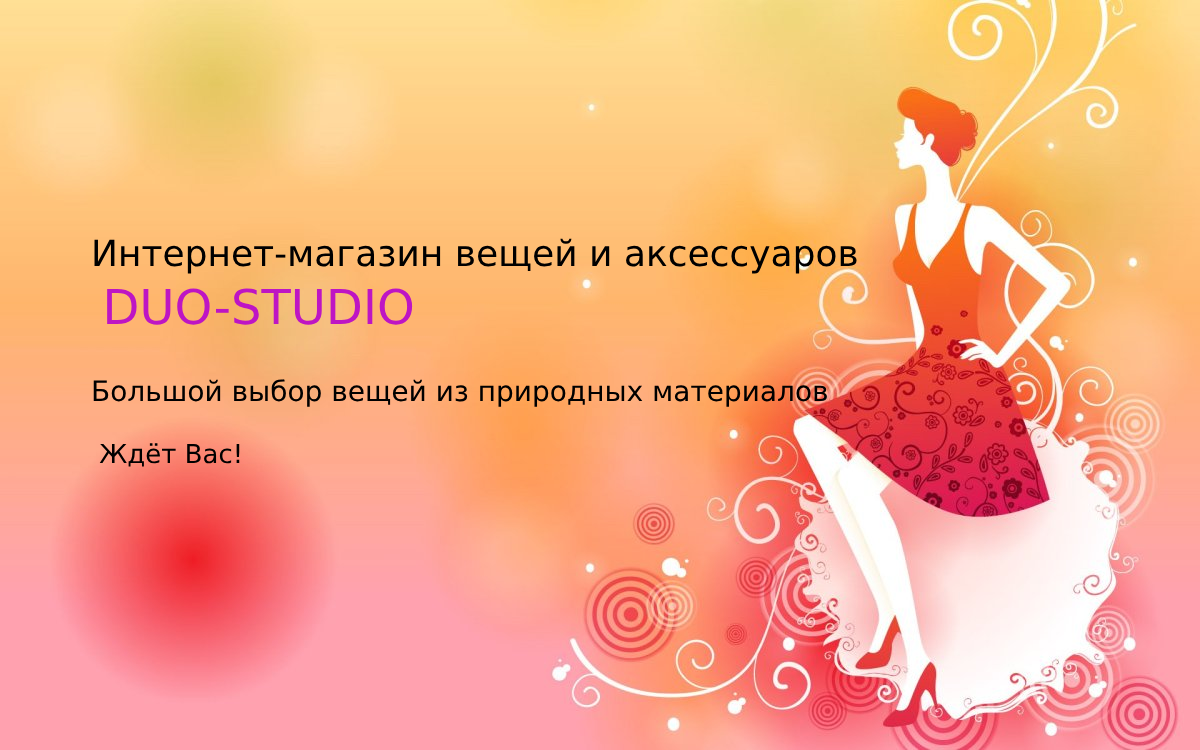 Интернет-магазин вещей и аксессуаров
DUO-STUDIO
Большой выбор вещей из природных материалов
Ждёт Вас!